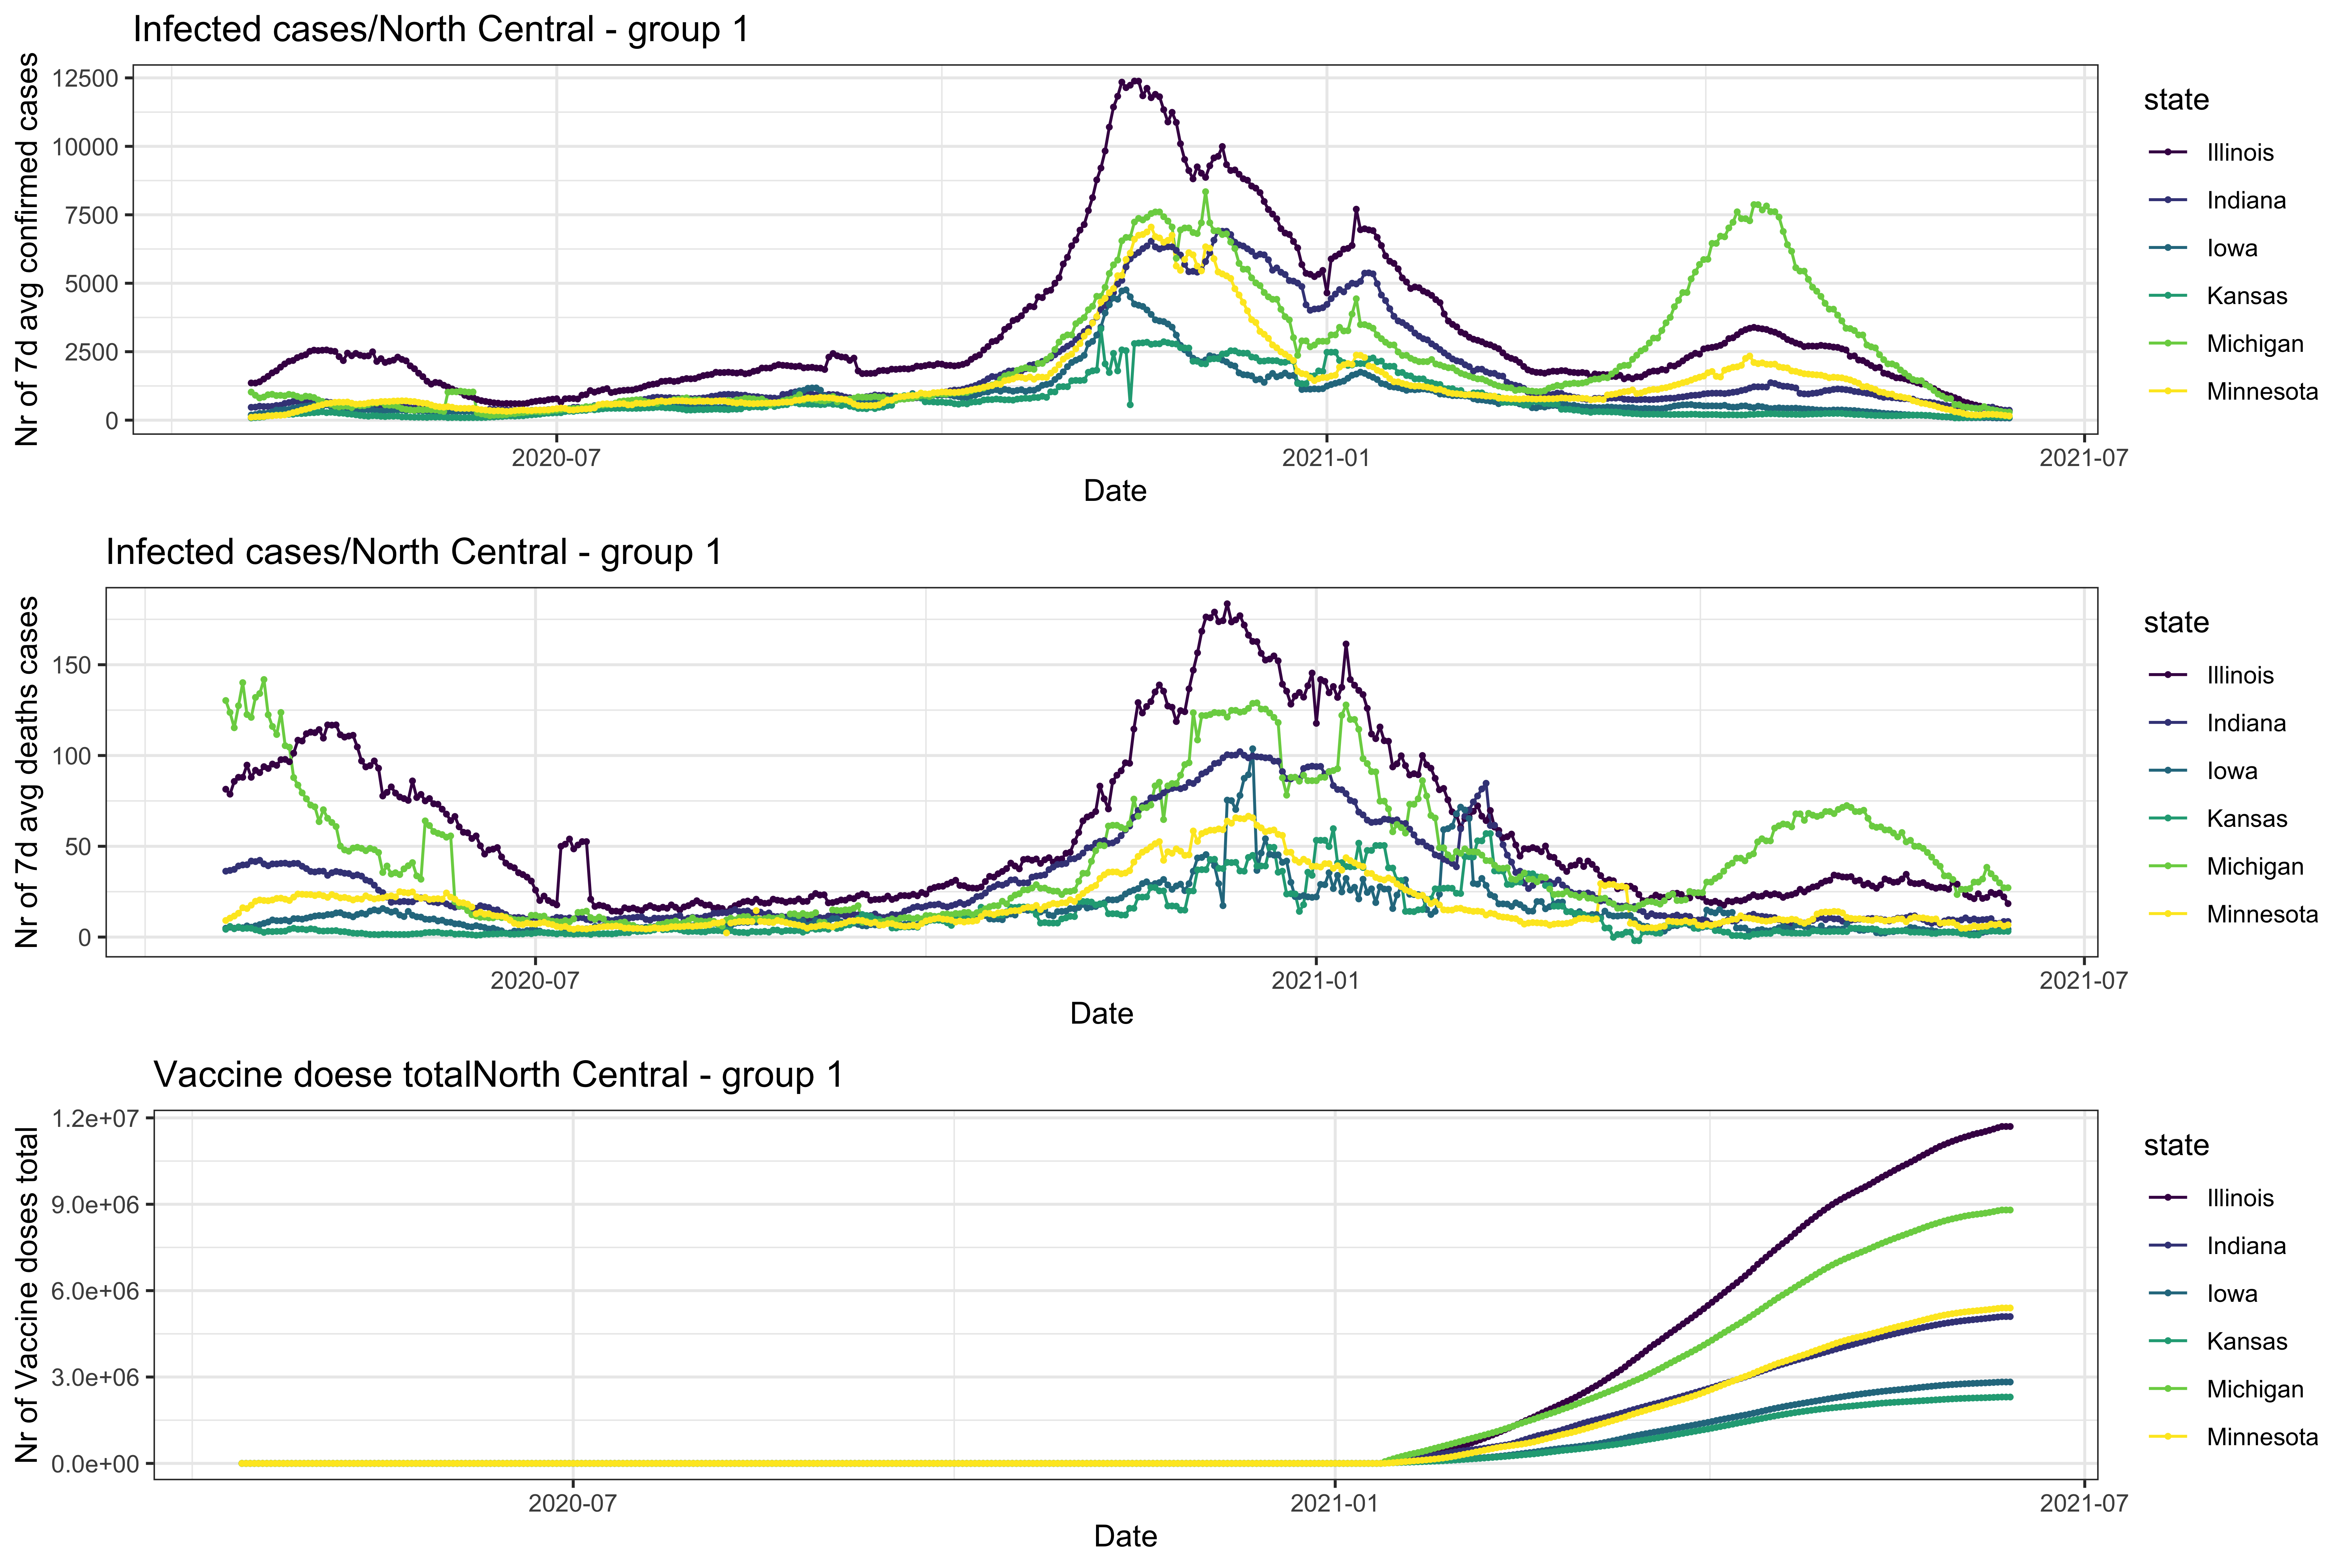 Infected cases/North Central - group 1
Nr of 7d avg confirmed cases
12500
10000
7500
5000
2500
0
2020-07
2021-01
2021-07
Date
state
Illinois
Indiana
Iowa
Kansas
Michigan
Minnesota
Infected cases/North Central - group 1
Nr of 7d avg deaths cases
150
100
50
0
2020-07
2021-01
2021-07
Date
state
Illinois
Indiana
Iowa
Kansas
Michigan
Minnesota
Vaccine doese totalNorth Central - group 1
Nr of Vaccine doses total
1.2e+07
9.0e+06
6.0e+06
3.0e+06
0.0e+00
2020-07
2021-01
2021-07
Date
state
Illinois
Indiana
Iowa
Kansas
Michigan
Minnesota